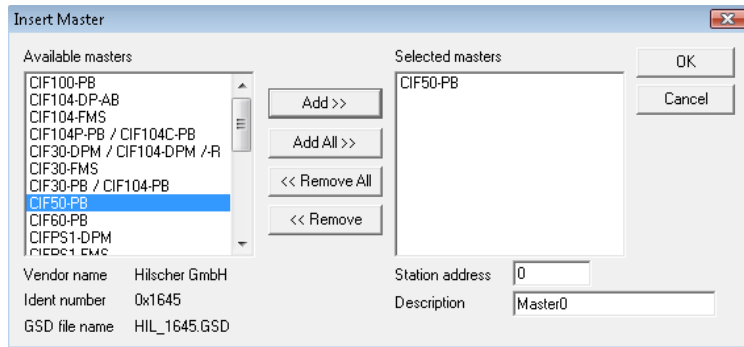 Insert Master
Available masters
CIF100-PB
CIF104-DP-AB
CIF104-FMS
CIF104P-PB / CIF104C-PB
CIF30-DPM / CIF104-DPM /-R
CIF30-FMS
CIF30-PB / CIF104-PB
CIF50-PB
CIF60-PB
CIFPS1-DPM
CIFPS1-FMS
Add >>
Add All >>
<< Remove All
<< Remove
Selected masters
CIF50-PB
OK
Cancel
Vendor name Hilscher GmbH
Ident number 0x1645
GSD file name HIL_1645.GSD
Station address 0
Description Master0